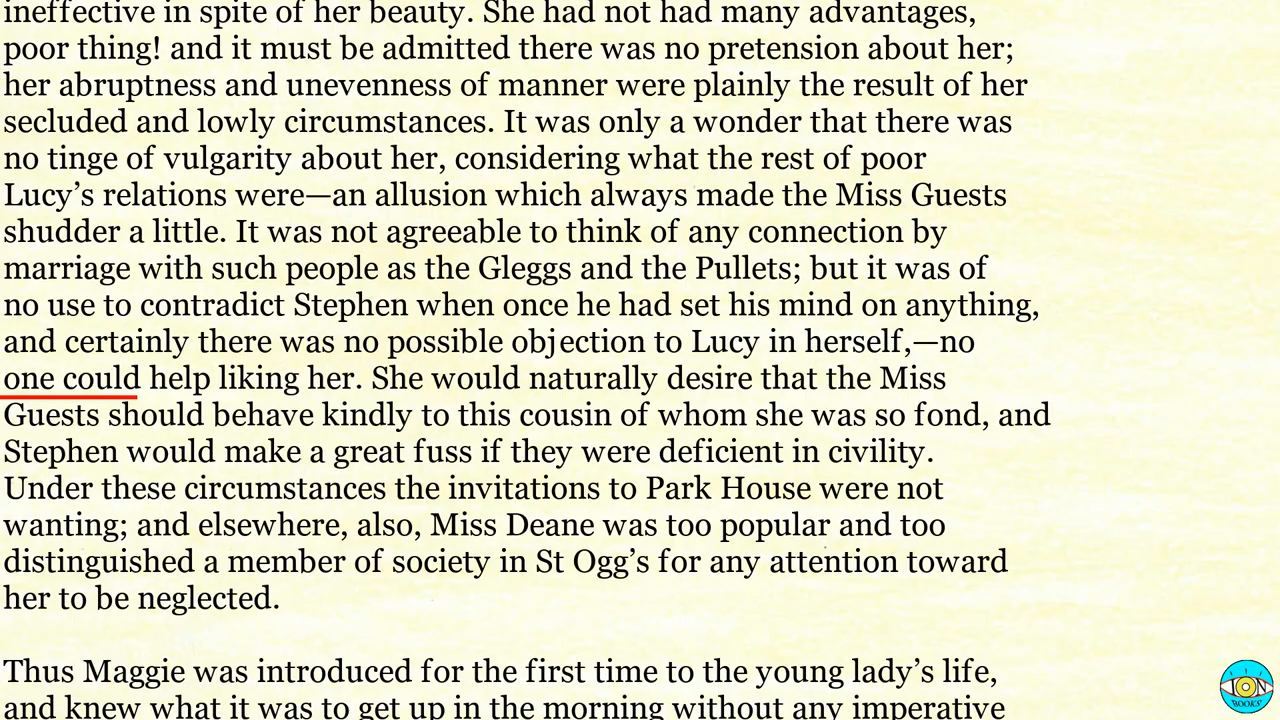 ineffective in spite of her beauty. She had not had many advantages,
poor thing! and it must be admitted there was no pretension about her;
her abruptness and unevenness of manner were plainly the result of her
secluded and lowly circumstances. It was only a wonder that there was
no tinge of vulgarity about her, considering what the rest of poor
Lucy’s relations were—an allusion which always made the Miss Guests
shudder a little. It was not agreeable to think of any connection by
marriage with such people as the Gleggs and the Pullets; but it was of
no use to contradict Stephen when once he had set his mind on anything,
and certainly there was no possible objection to Lucy in herself,—no
one could help liking her. She would naturally desire that the Miss
Guests should behave kindly to this cousin of whom she was so fond, and
Stephen would make a great fuss if they were deficient in civility.
Under these circumstances the invitations to Park House were not
wanting; and elsewhere, also, Miss Deane was too popular and too
distinguished a member of society in St Ogg’s for any attention toward
her to be neglected.
Thus Maggie was introduced for the first time to the young lady’s life,
and knew what it was to get up in the morning without any imperative
ION
BOOKS